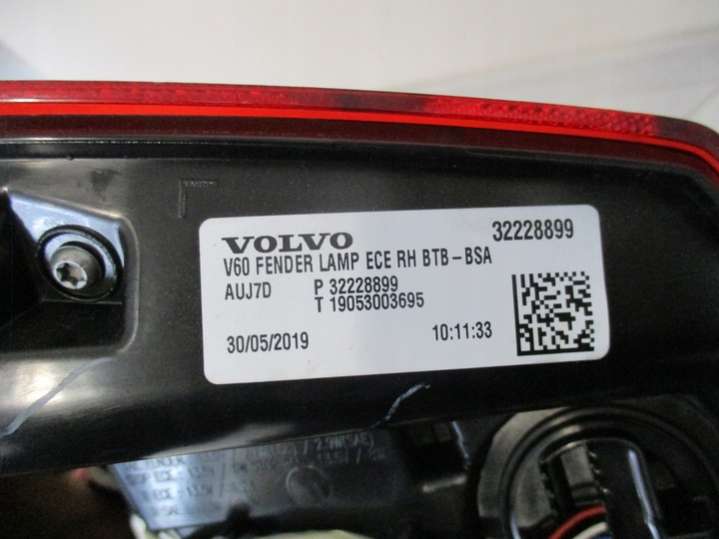 VOLVO 32228899
V60 FENDER LAMP ECE RH BTB-BSA
AUJ7D P 32228899
T 19053003695
30/05/2019 10:11:33